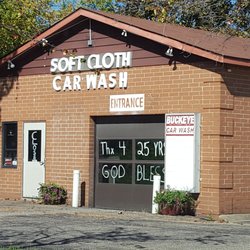 SOFT CLOTH
CAR WASH
ENTRANCE
BUCKEYE
CAR WASH
Thx 4 25 YRS
GOD BLESS